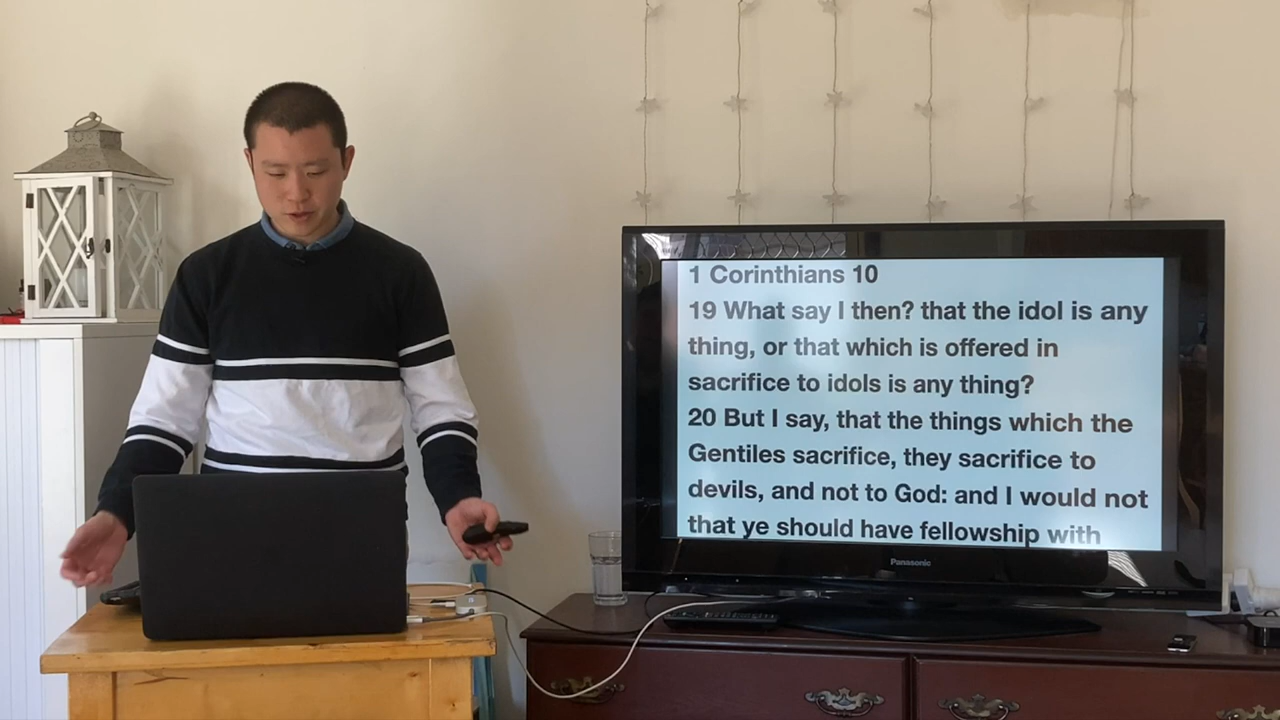 1 Corinthians 10
19 What say I then? that the idol is any
thing, or that which is offered in
sacrifice to idols is any thing?
20 But I say, that the things which the
Gentiles sacrifice, they sacrifice to
devils, and not to God: and I would not
that ye should have fellowship with
Panasonic